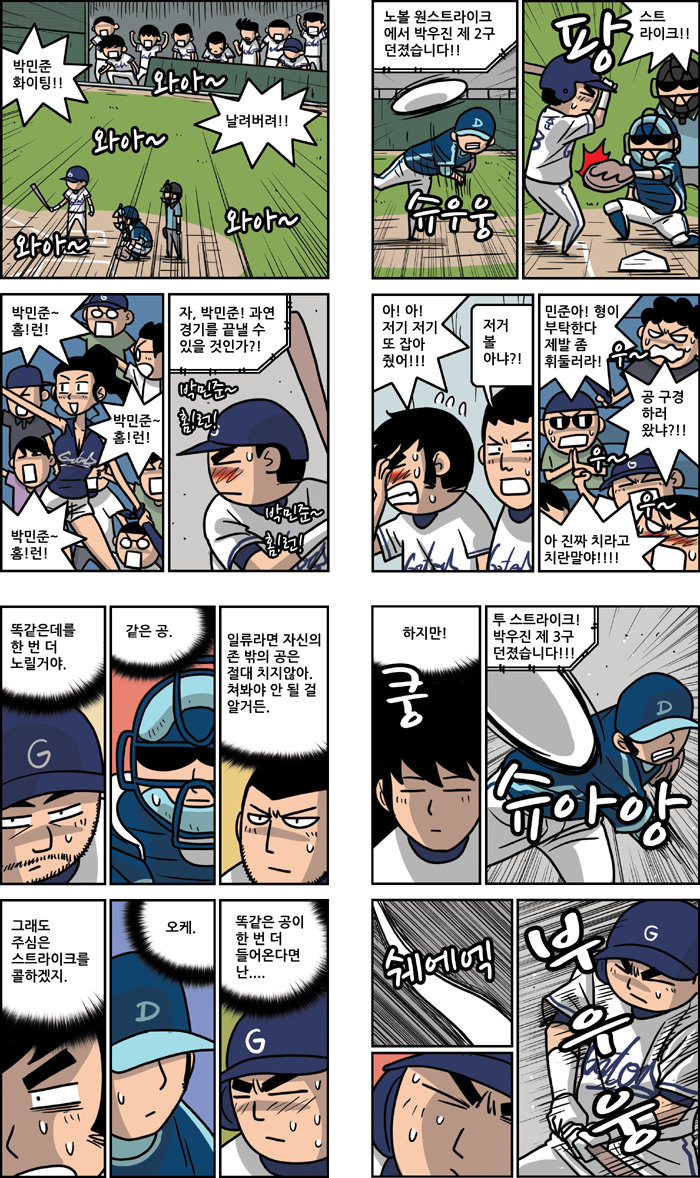 박민준
화이팅!!
와아~
날려버려!!
와아~
와아~
와아~
박민준~
홈!런!
박민준~
홈!런!
박민준~
홈!런!
G
Gators
자, 박민준! 과연
경기를 끝낼 수
있을 것인가?!
박민준~
홈!런!
박민준~
홈!런!
노볼 원스트라이크
에서 박우진 제 2구
던졌습니다!!
D
슈우웅
팡
스트
라이크!!
아! 아!
저기 저기
또 잡아
줬어!!!
저거
볼
아냐?!
Gators
Gators
민준아! 형이
부탁한다
제발 좀
휘둘러라!
우~
공 구경
하러
왔냐?!!
우~
G
우~
아 진짜 치라고
치란말야!!!!
똑같은데를
한 번 더
노릴거야.
G
같은 공.
일류라면 자신의
존 밖의 공은
절대 치지않아.
쳐봐야 안 될 걸
알거든.
그래도
주심은
스트라이크를
콜하겠지.
오케.
D
똑같은 공이
한 번 더
들어온다면
난....
G
하지만!
쿵
투 스트라이크!
박우진 제 3구
던졌습니다!!!
D
슈아앙
쉐에엑
G
Gators
부
우
웅